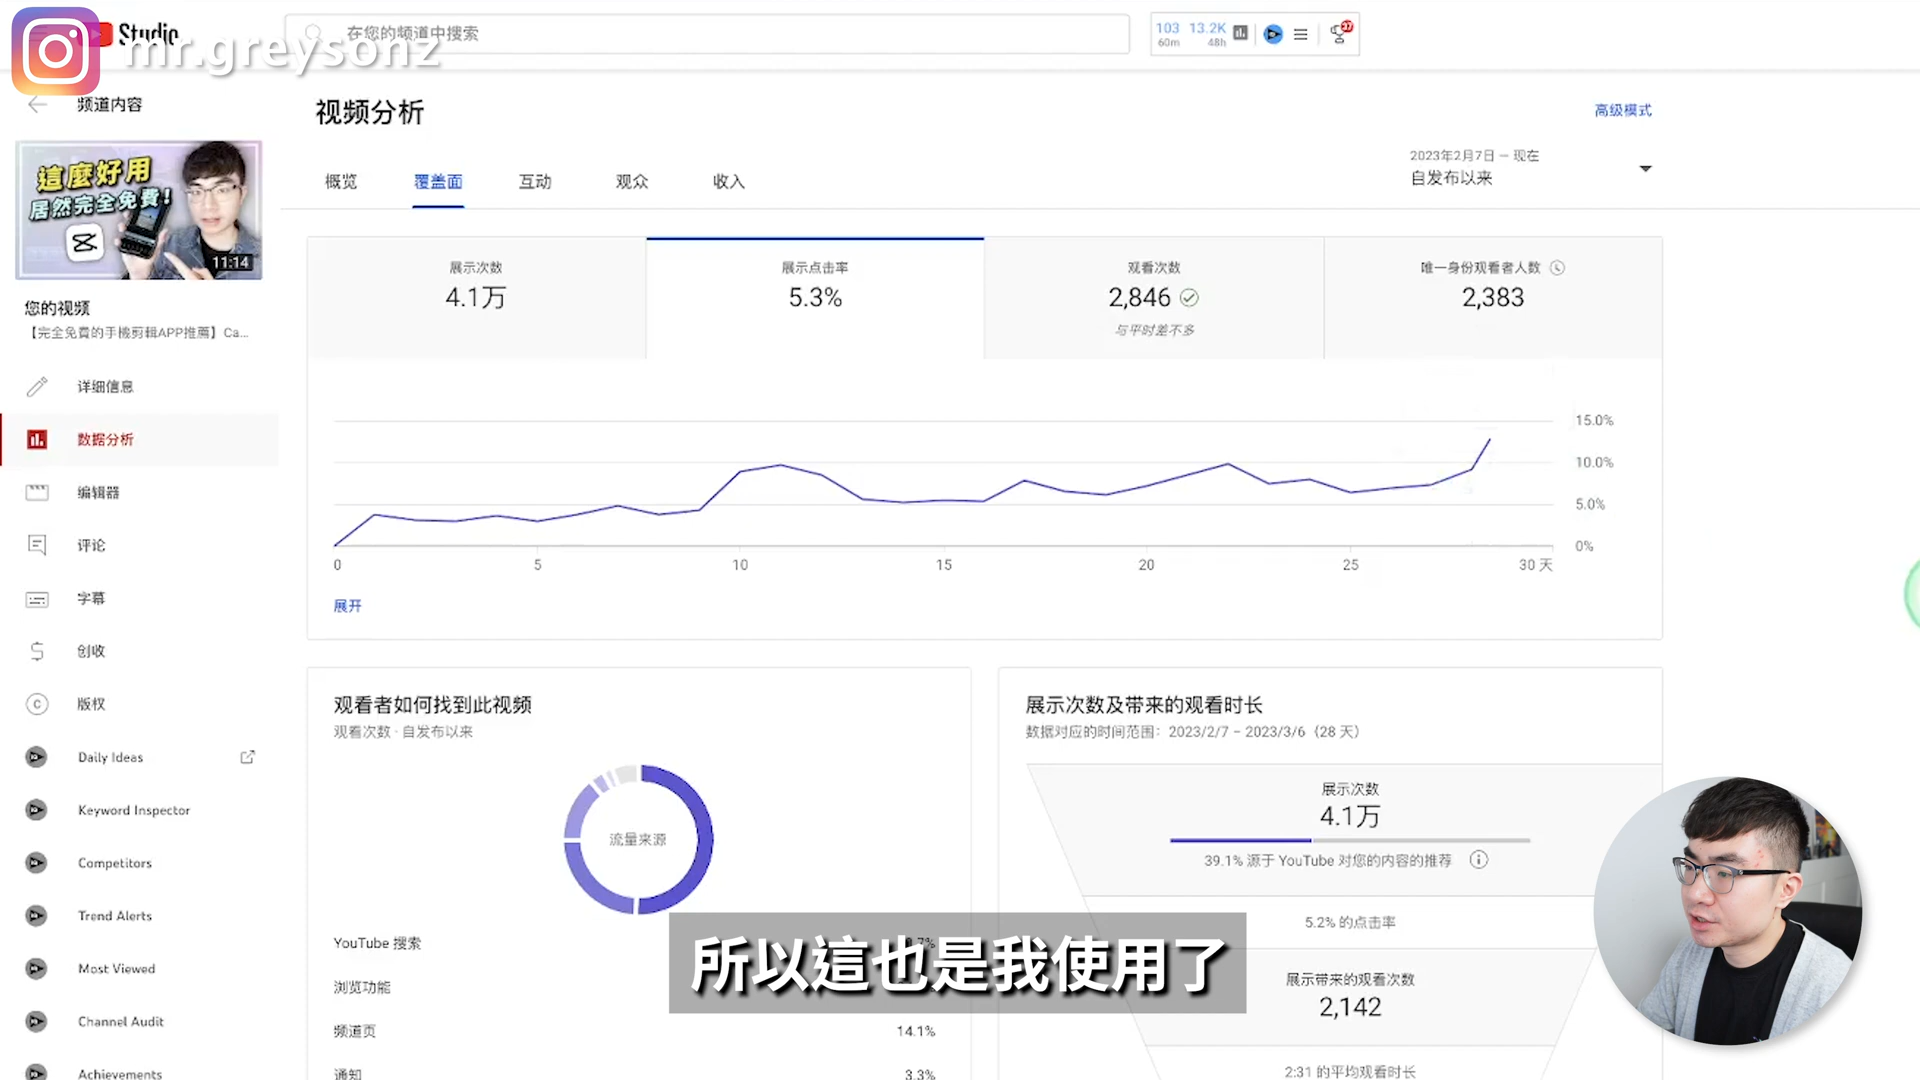 Studio
mr.greysonz
在您的频道中搜索
103 13.2K
60m 48h
27
频道内容
這麼好用
居然完全免費!
11:14
您的视频
【完全免費的手機剪輯APP推薦】Ca...
详细信息
数据分析
编辑器
评论
字幕
创收
版权
Daily Ideas
Keyword Inspector
Competitors
Trend Alerts
Most Viewed
Channel Audit
Achievements
视频分析
高级模式
概览 覆盖面 互动 观众 收入
2023年2月7日 – 现在
自发布以来
展示次数
4.1万
展示点击率
5.3%
观看次数
2,846
与平时差不多
唯一身份观看者人数
2,383
15.0%
10.0%
5.0%
0%
0 5 10 15 20 25 30 天
展开
观看者如何找到此视频
观看次数 · 自发布以来
流量来源
YouTube 搜索
浏览功能
频道页 14.1%
通知 3.3%
展示次数及带来的观看时长
数据对应的时间范围：2023/2/7 – 2023/3/6（28 天）
展示次数
4.1万
39.1% 源于 YouTube 对您的内容的推荐
5.2% 的点击率
展示带来的观看次数
2,142
2:31 的平均观看时长
所以這也是我使用了